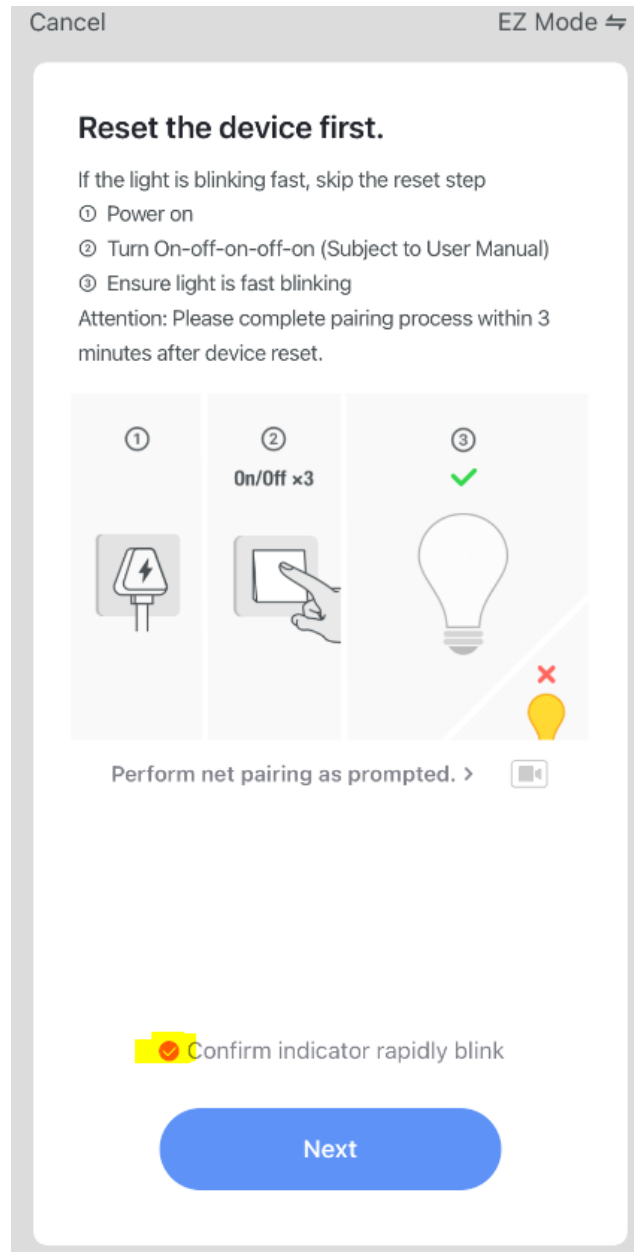 Cancel
EZ Mode ⇋
Reset the device first.
If the light is blinking fast, skip the reset step
① Power on
② Turn On-off-on-off-on (Subject to User Manual)
③ Ensure light is fast blinking
Attention: Please complete pairing process within 3
minutes after device reset.
① ② ③
On/Off ×3
Perform net pairing as prompted. >
Confirm indicator rapidly blink
Next